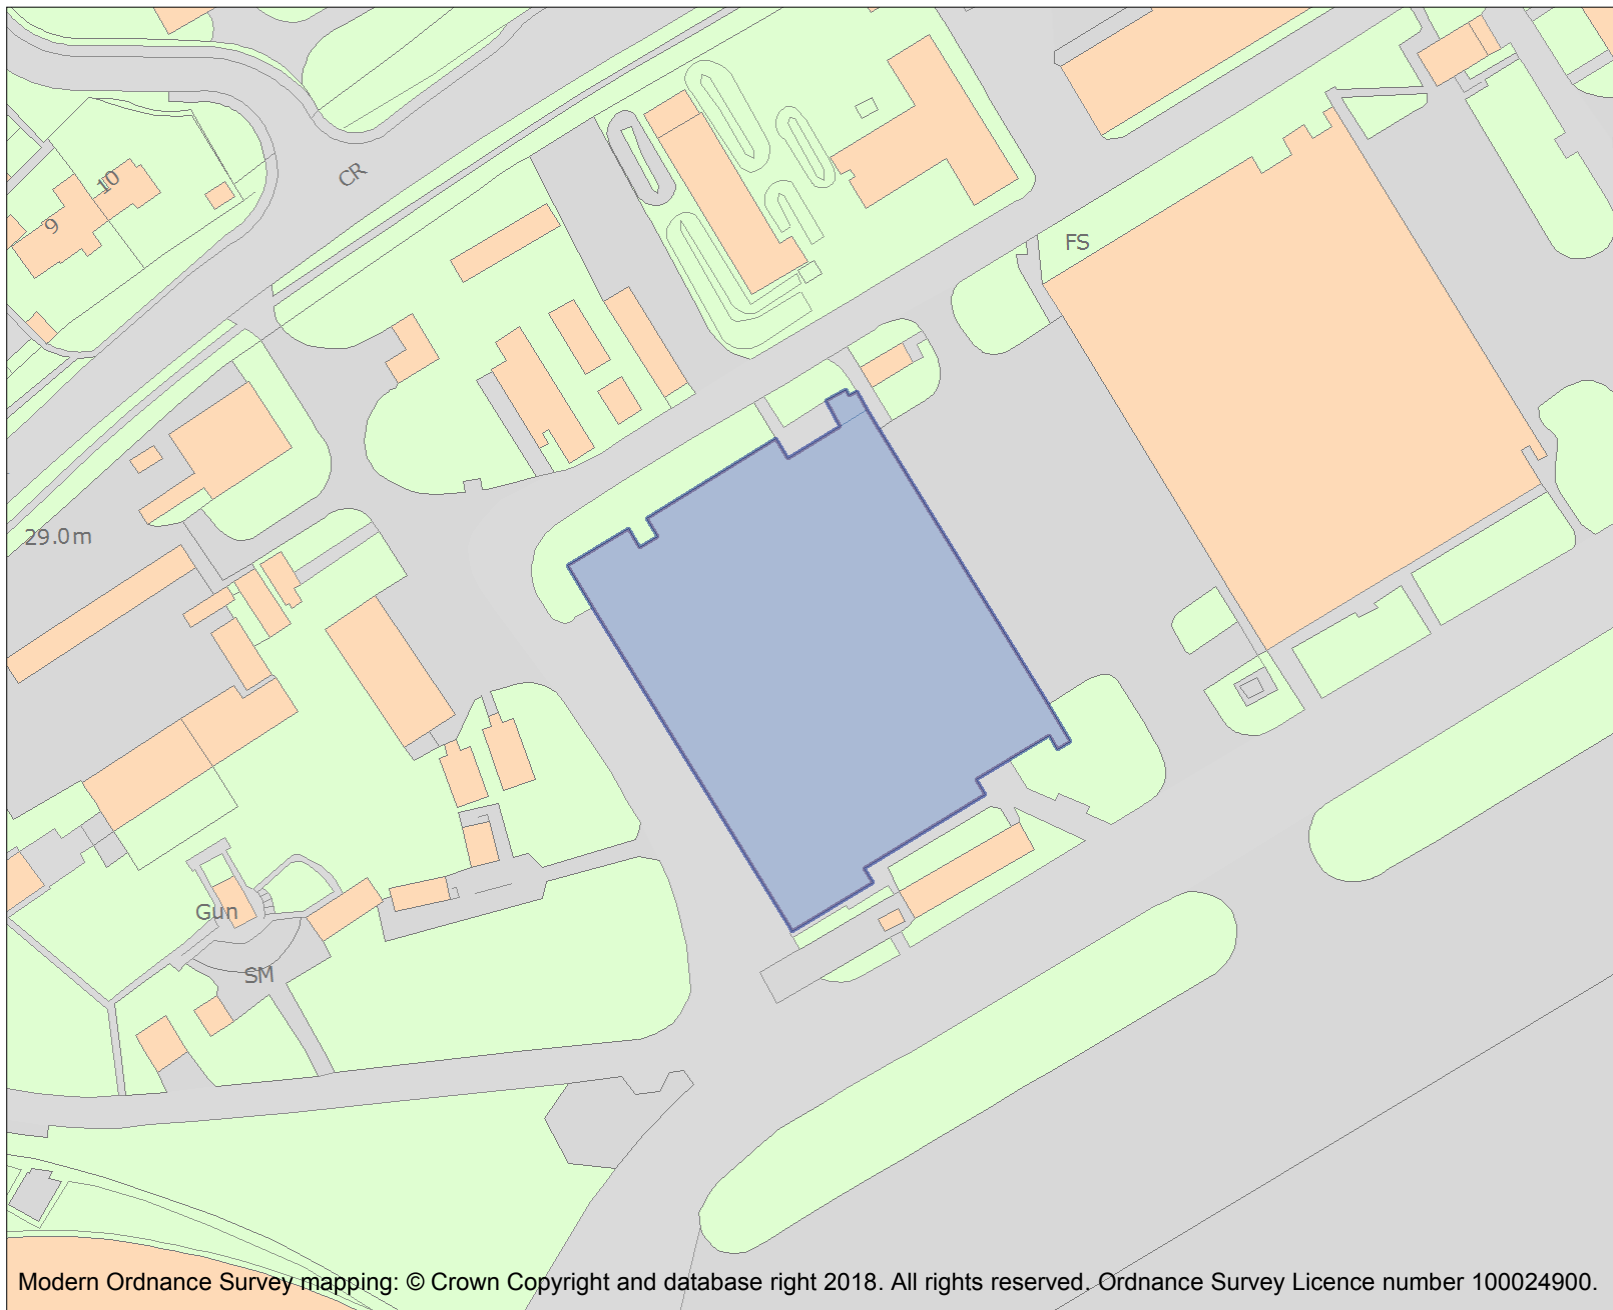 CR
10
9
FS
29.0m
Gun
SM
Modern Ordnance Survey mapping: © Crown Copyright and database right 2018. All rights reserved. Ordnance Survey Licence number 100024900.